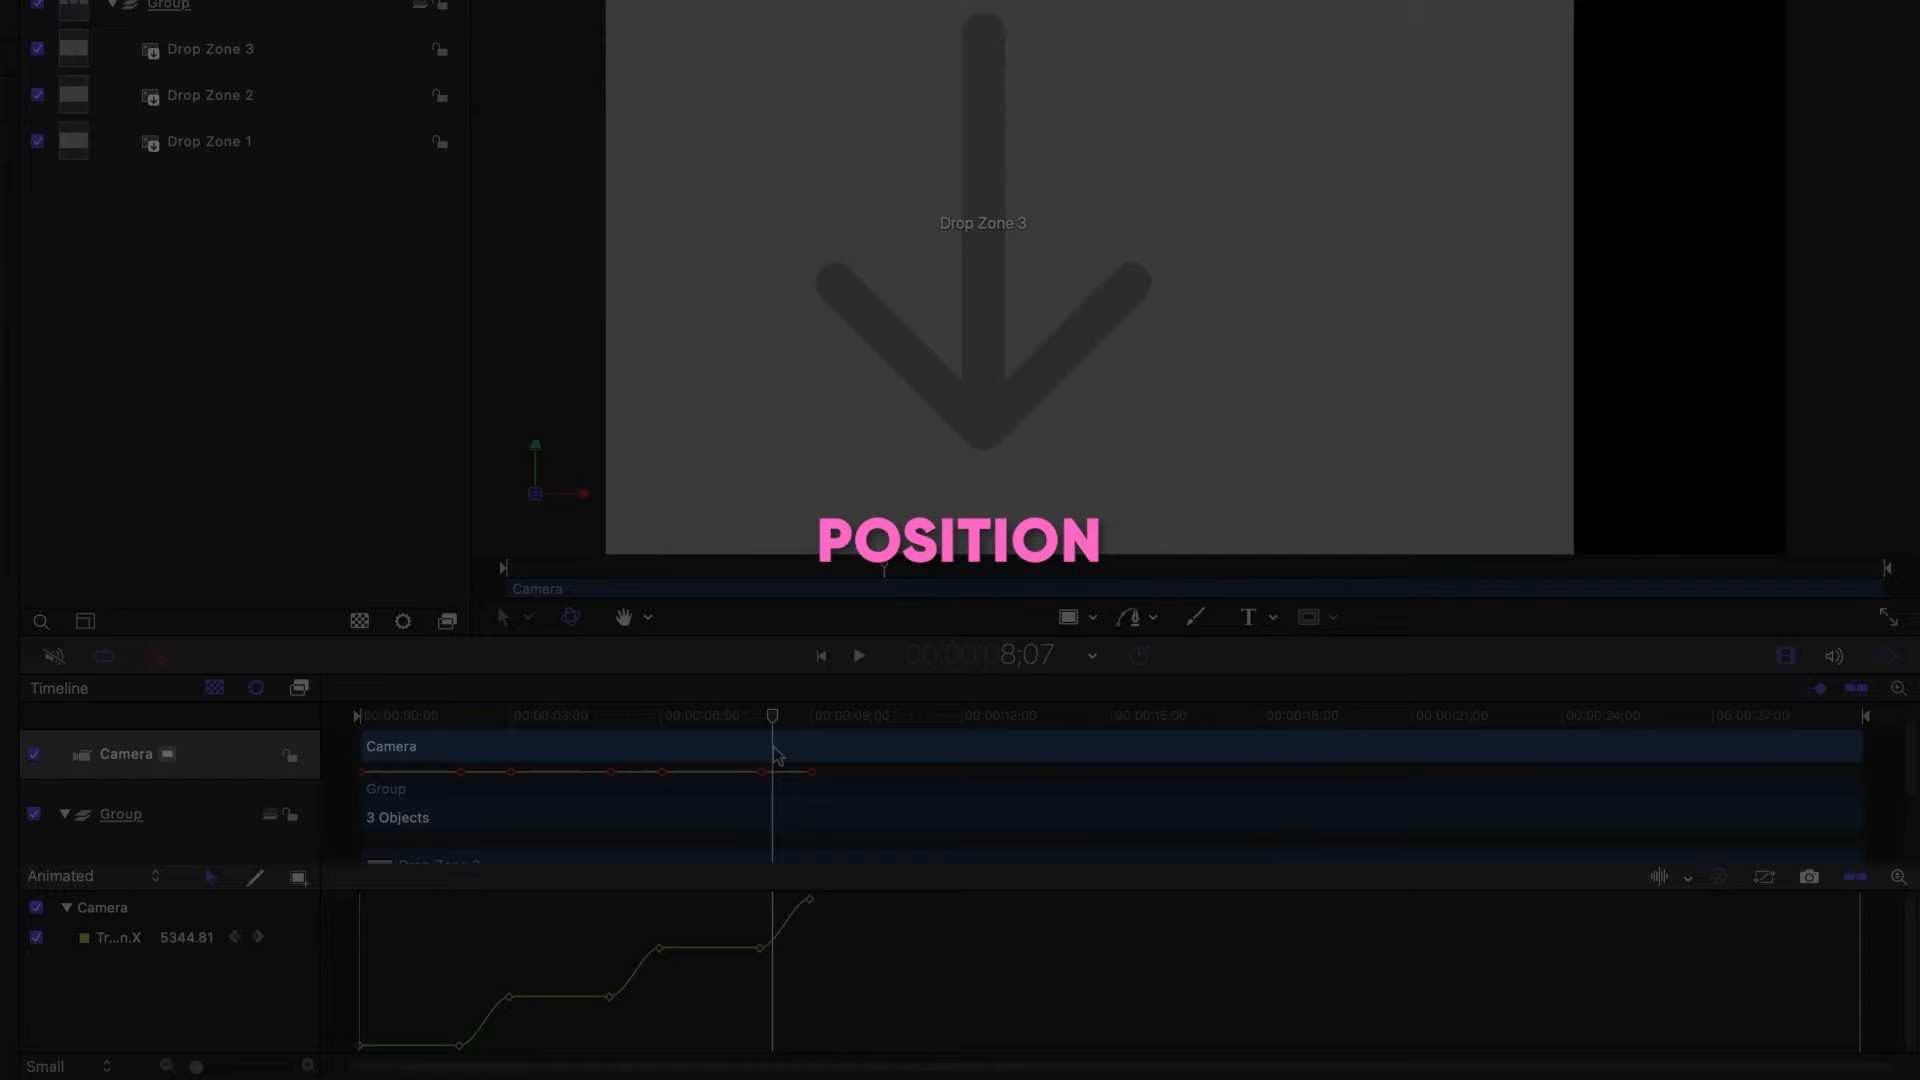 Group
Drop Zone 3
Drop Zone 2
Drop Zone 1
Drop Zone 3
POSITION
Camera
T
8;07
Timeline
00:00:00;00 00:00:03;00 00:00:06;00 00:00:09;00 00:00:12;00 00:00:15;00 00:00:18;00 00:00:21;00 00:00:24;00 00:00:27;00
Camera
Camera
Group
Group
3 Objects
Animated
Camera
Tr...n.X 5344.81
Small